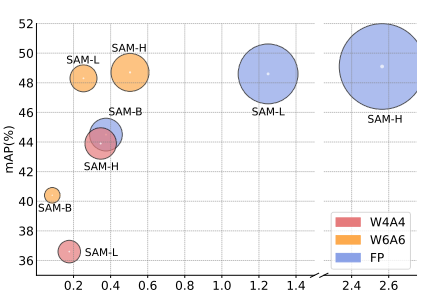 52
50
48
46
44
42
40
38
36
mAP(%)
SAM-L
SAM-H
SAM-B
SAM-L
SAM-H
SAM-H
SAM-B
SAM-L
W4A4
W6A6
FP
0.2 0.4 0.6 0.8 1.0 1.2 1.4 2.4 2.6